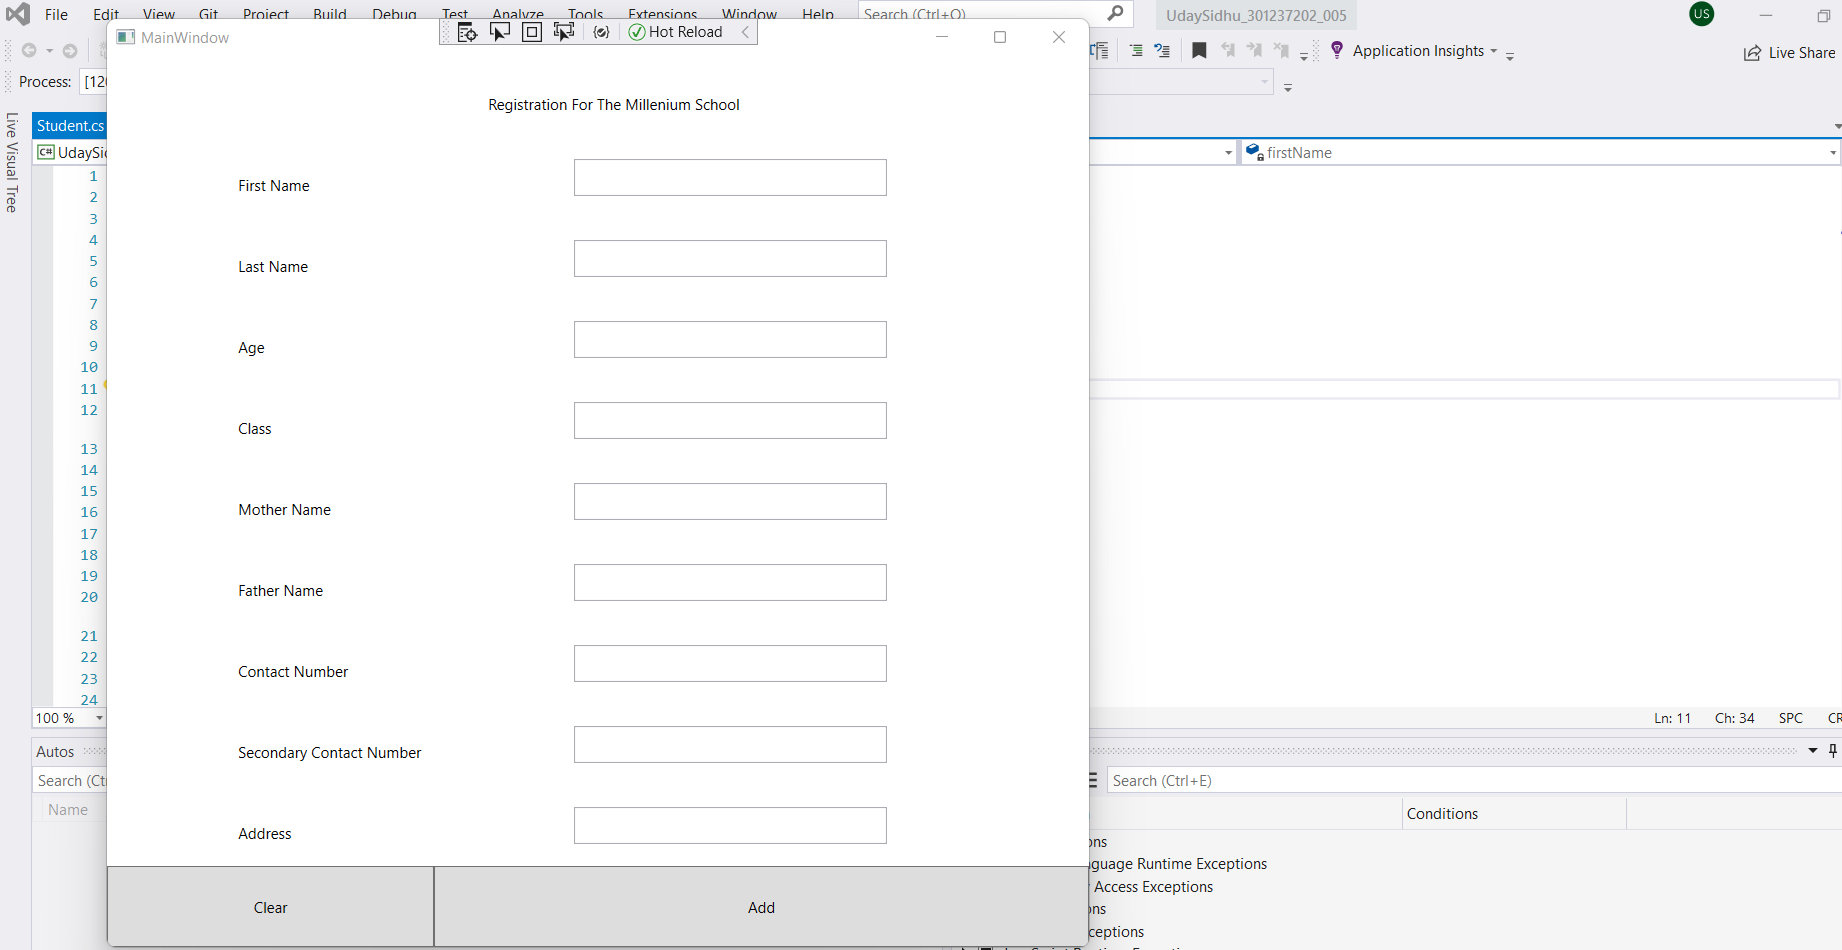 File Edit View Git Project Build Debug Test Analyze Tools Extensions Window Help Search (Ctrl+Q) UdaySidhu_301237202_005 US
MainWindow Hot Reload
Application Insights Live Share
Process: [120
Registration For The Millenium School
Live Visual Tree
Student.cs
C# UdaySid firstName
First Name
Last Name
Age
Class
Mother Name
Father Name
Contact Number
Secondary Contact Number
Address
1
2
3
4
5
6
7
8
9
10
11
12
13
14
15
16
17
18
19
20
21
22
23
24
100 % Ln: 11 Ch: 34 SPC CR
Autos
Search (Ct Search (Ctrl+E)
Name Conditions
ons
guage Runtime Exceptions
Access Exceptions
ons
ceptions
Clear Add